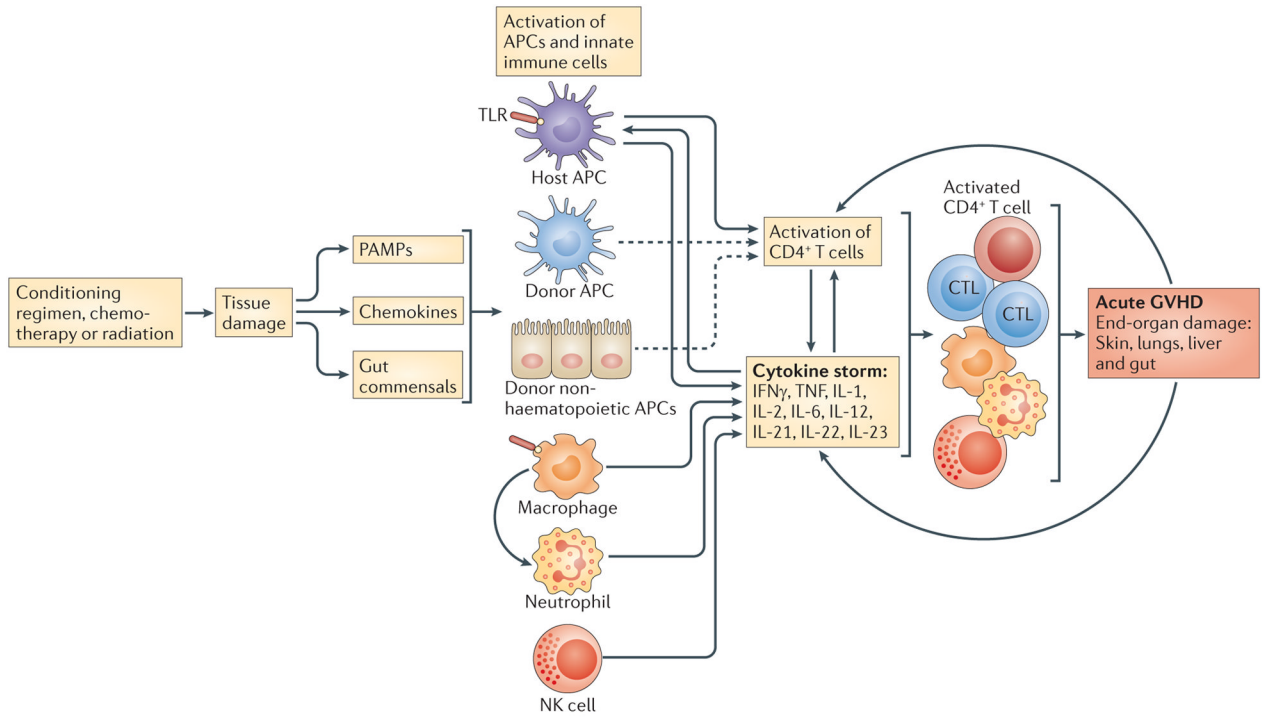 Activation of
APCs and innate
immune cells
TLR
Host APC
Donor APC
Donor non-
haematopoietic APCs
Macrophage
Neutrophil
NK cell
Conditioning
regimen, chemo-
therapy or radiation
Tissue
damage
PAMPs
Chemokines
Gut
commensals
Activation of
CD4⁺ T cells
Cytokine storm:
IFNγ, TNF, IL-1,
IL-2, IL-6, IL-12,
IL-21, IL-22, IL-23
Activated
CD4⁺ T cell
CTL
CTL
Acute GVHD
End-organ damage:
Skin, lungs, liver
and gut